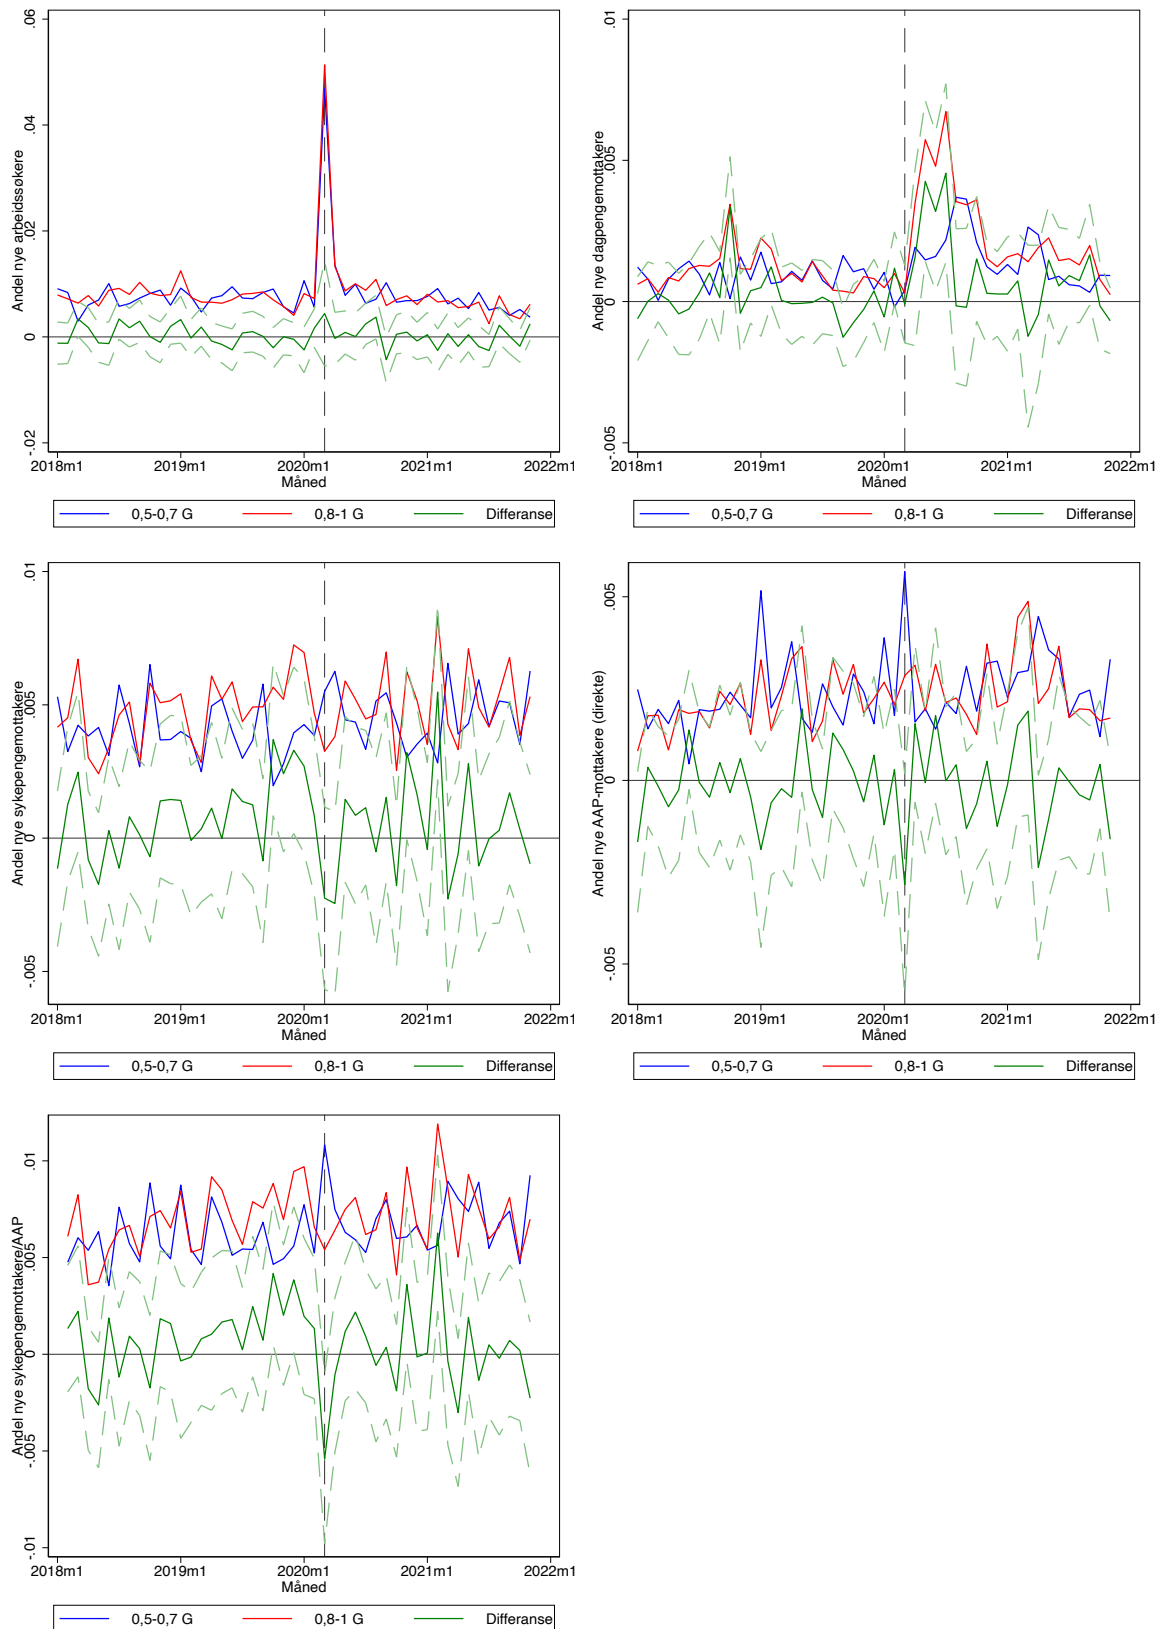 Andel nye arbeidssøkere
.06
.04
.02
0
-.02
2018m1 2019m1 2020m1 2021m1 2022m1
Måned
0,5-0,7 G 0,8-1 G Differanse
Andel nye dagpengemottakere
.01
.005
0
-.005
2018m1 2019m1 2020m1 2021m1 2022m1
Måned
0,5-0,7 G 0,8-1 G Differanse
Andel nye sykepengemottakere
.01
.005
0
-.005
2018m1 2019m1 2020m1 2021m1 2022m1
Måned
0,5-0,7 G 0,8-1 G Differanse
Andel nye AAP-mottakere (direkte)
.005
0
-.005
2018m1 2019m1 2020m1 2021m1 2022m1
Måned
0,5-0,7 G 0,8-1 G Differanse
Andel nye sykepengemottakere/AAP
.01
.005
0
-.005
-.01
2018m1 2019m1 2020m1 2021m1 2022m1
Måned
0,5-0,7 G 0,8-1 G Differanse